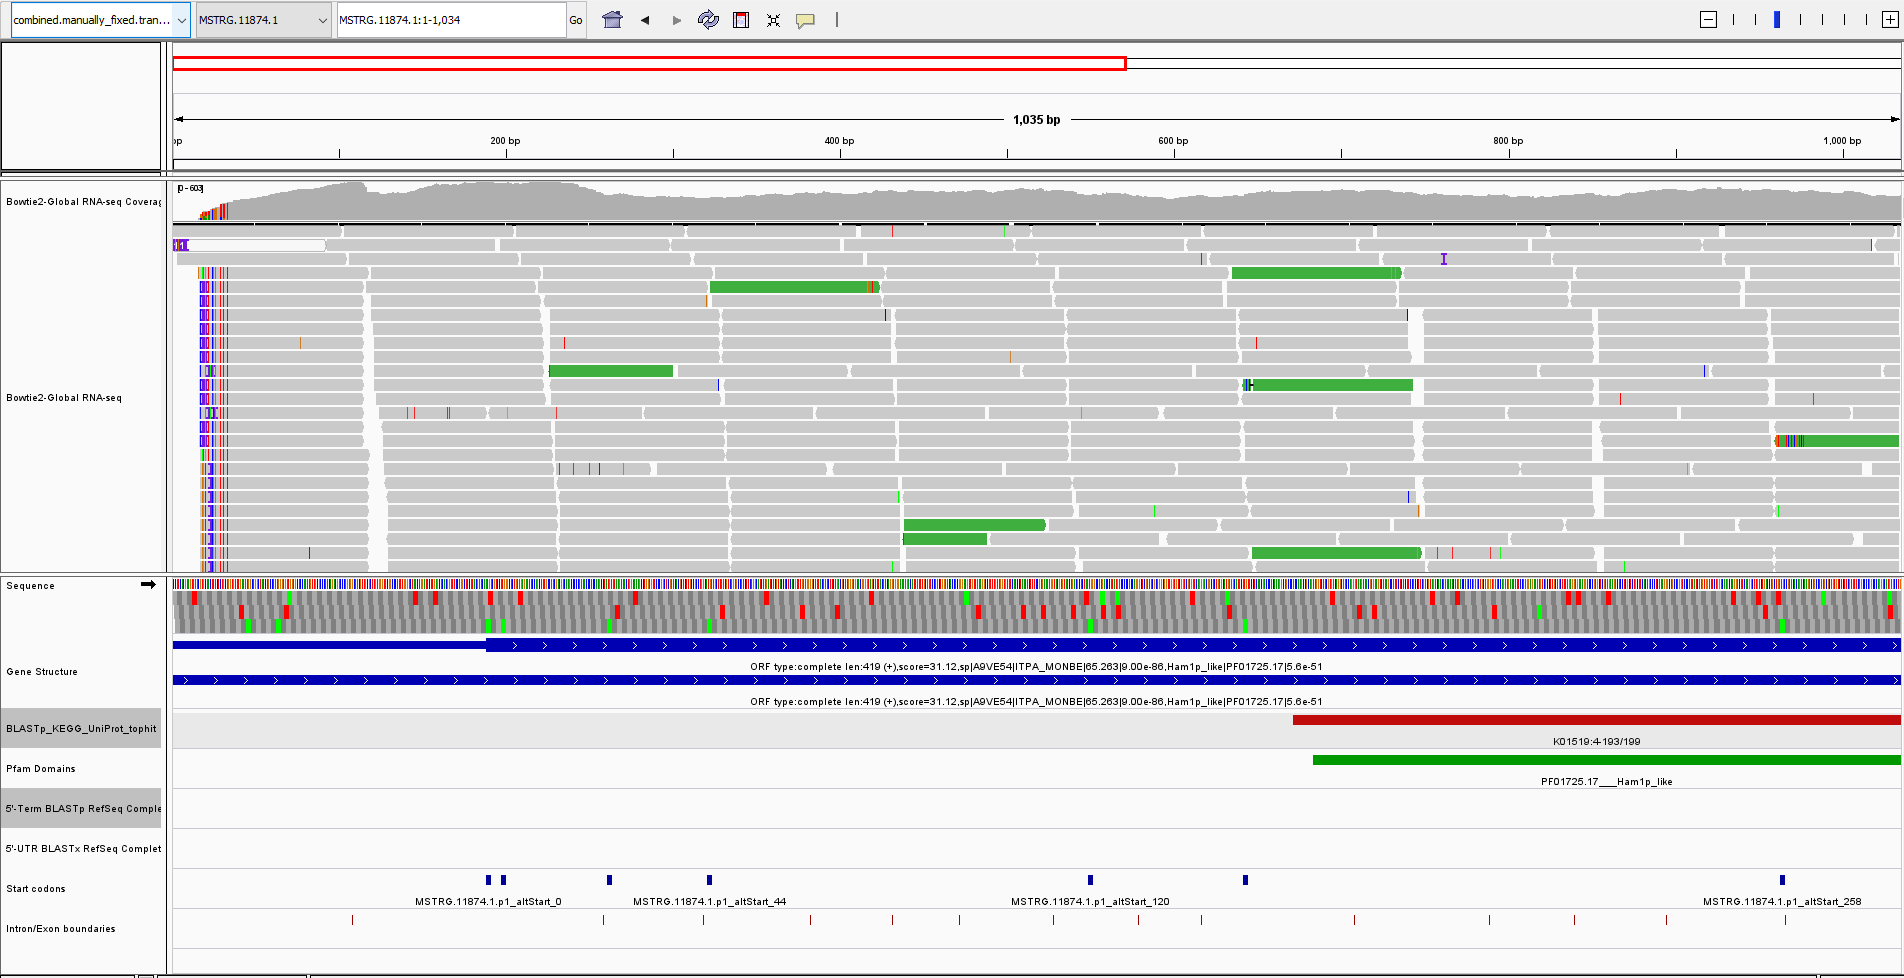 combined.manually_fixed.tran... MSTRG.11874.1 MSTRG.11874.1:1-1,034 Go
1,035 bp
bp 200 bp 400 bp 600 bp 800 bp 1,000 bp
[0 - 603]
Bowtie2-Global RNA-seq Coverag
Bowtie2-Global RNA-seq
Sequence
ORF type:complete len:419 (+),score=31.12,sp|A9VE54|ITPA_MONBE|65.263|9.00e-86,Ham1p_like|PF01725.17|5.6e-51
Gene Structure
ORF type:complete len:419 (+),score=31.12,sp|A9VE54|ITPA_MONBE|65.263|9.00e-86,Ham1p_like|PF01725.17|5.6e-51
BLASTp_KEGG_UniProt_tophit
K01519:4-193/199
Pfam Domains
PF01725.17___Ham1p_like
5'-Term BLASTp RefSeq Comple
5'-UTR BLASTx RefSeq Complet
Start codons
MSTRG.11874.1.p1_altStart_0 MSTRG.11874.1.p1_altStart_44 MSTRG.11874.1.p1_altStart_120 MSTRG.11874.1.p1_altStart_258
Intron/Exon boundaries